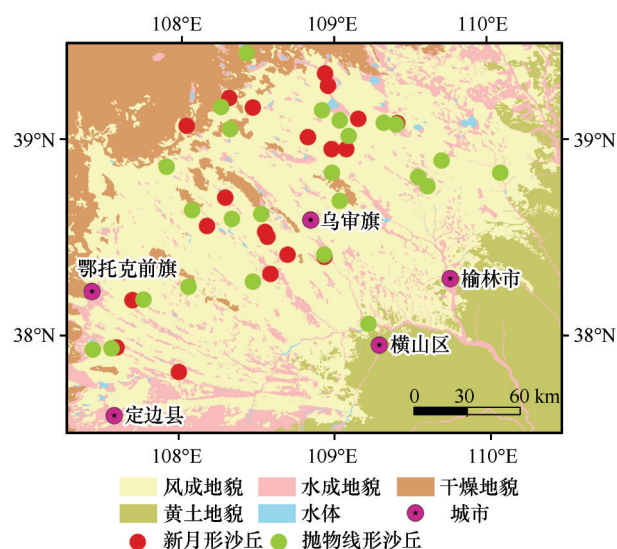 108°E 109°E 110°E
39°N 39°N
乌审旗
鄂托克前旗
榆林市
38°N 38°N
横山区
定边县
0 30 60 km
108°E 109°E 110°E
风成地貌 水成地貌 干燥地貌
黄土地貌 水体 城市
新月形沙丘 抛物线形沙丘